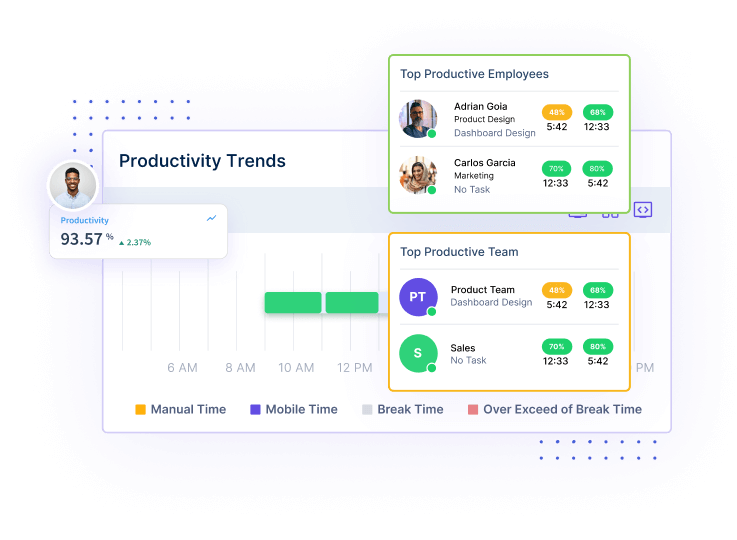 Top Productive Employees
Adrian Goia
Product Design
Dashboard Design
48%
5:42
68%
12:33
Carlos Garcia
Marketing
No Task
70%
12:33
80%
5:42
Productivity Trends
Productivity
93.57 %
2.37%
Top Productive Team
PT
Product Team
Dashboard Design
48%
5:42
68%
12:33
S
Sales
No Task
70%
12:33
80%
5:42
6 AM 8 AM 10 AM 12 PM PM
Manual Time Mobile Time Break Time Over Exceed of Break Time